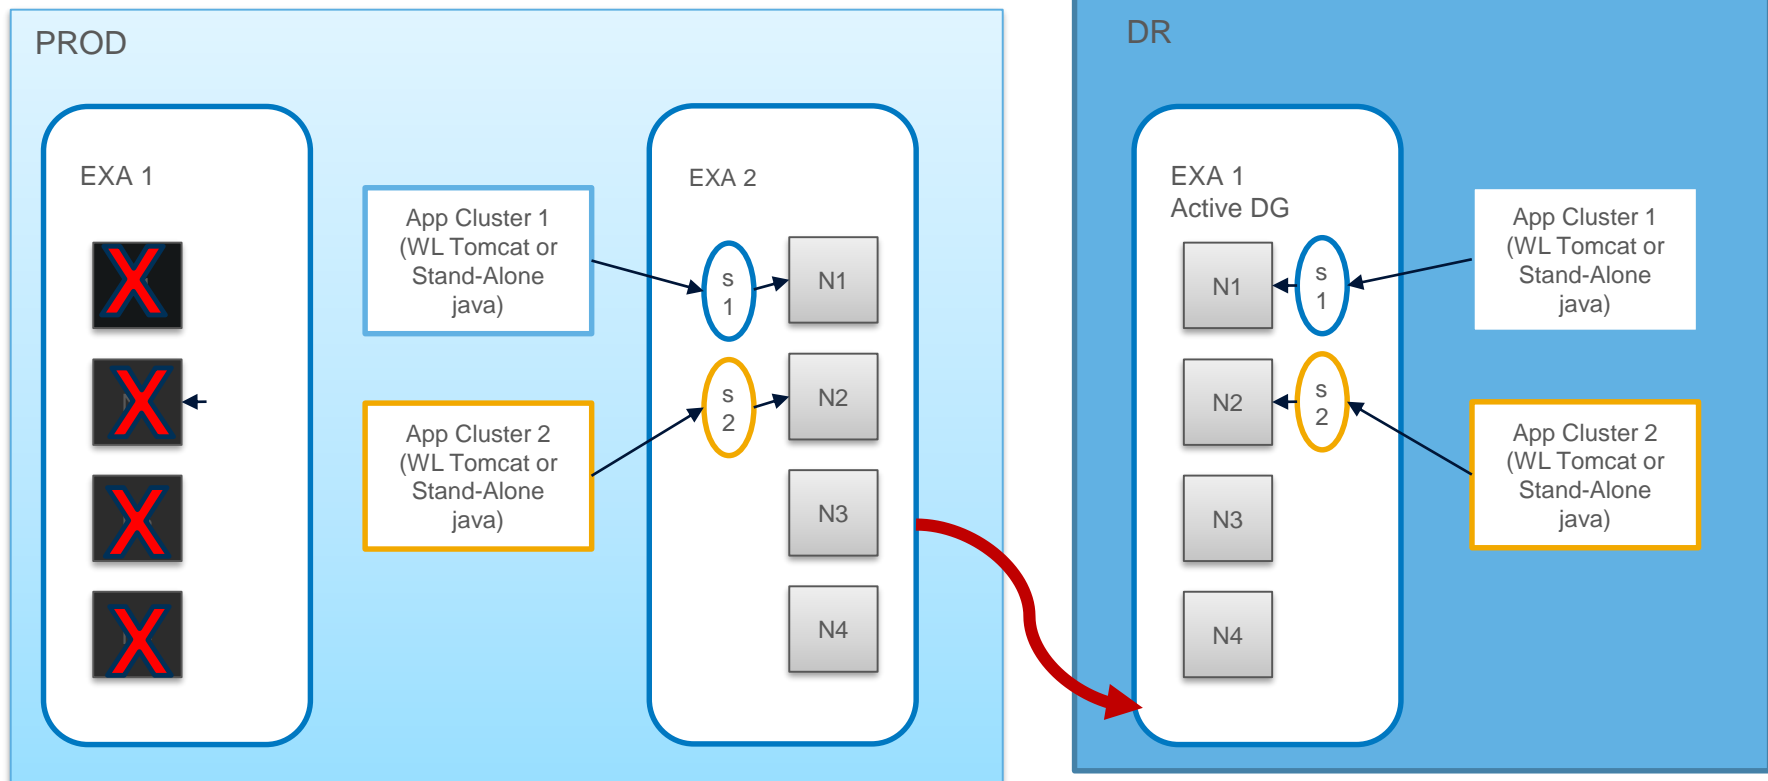 PROD
EXA 1
X
X
X
X
App Cluster 1
(WL Tomcat or
Stand-Alone
java)
App Cluster 2
(WL Tomcat or
Stand-Alone
java)
EXA 2
s
1
s
2
N1
N2
N3
N4
DR
EXA 1
Active DG
N1
N2
N3
N4
s
1
s
2
App Cluster 1
(WL Tomcat or
Stand-Alone
java)
App Cluster 2
(WL Tomcat or
Stand-Alone
java)